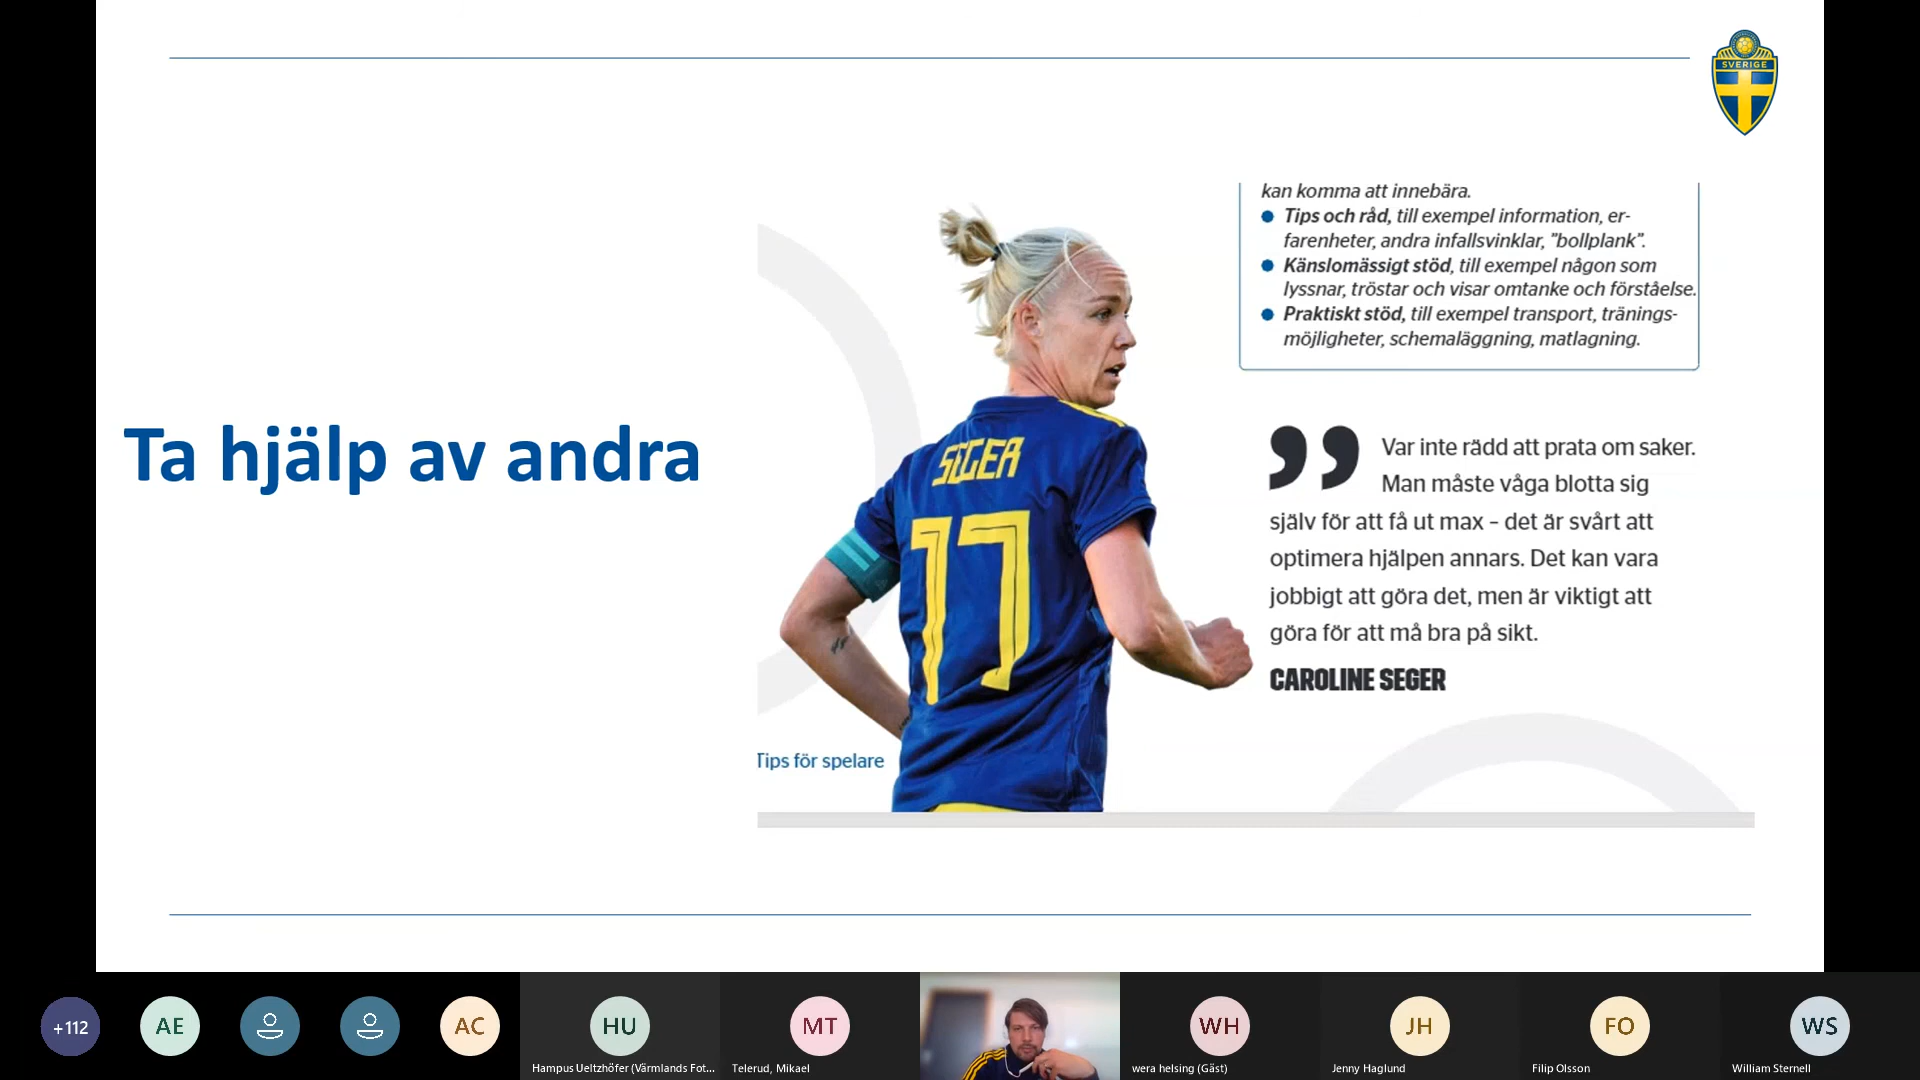 SVERIGE
kan komma att innebära.
Tips och råd, till exempel information, er-
farenheter, andra infallsvinklar, ”bollplank”.
Känslomässigt stöd, till exempel någon som
lyssnar, tröstar och visar omtanke och förståelse.
Praktiskt stöd, till exempel transport, tränings-
möjligheter, schemaläggning, matlagning.
Ta hjälp av andra
SEGER
17
”
Var inte rädd att prata om saker.
Man måste våga blotta sig
själv för att få ut max – det är svårt att
optimera hjälpen annars. Det kan vara
jobbigt att göra det, men är viktigt att
göra för att må bra på sikt.
CAROLINE SEGER
Tips för spelare
+112
AE
AC
HU
MT
WH
JH
FO
WS
Hampus Ueltzhöfer (Värmlands Fot...
Telerud, Mikael
wera helsing (Gäst)
Jenny Haglund
Filip Olsson
William Sternell